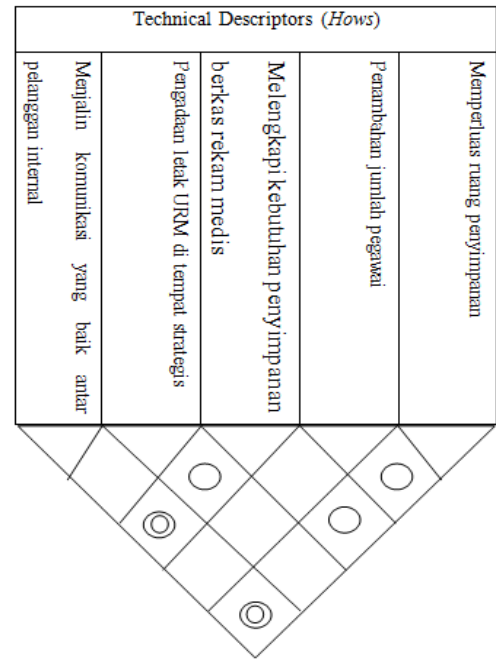 Technical Descriptors (Hows)
Menjalin komunikasi yang baik antar
pelanggan internal
Pengadaan letak URM di tempat strategis
Melengkapi kebutuhan penyimpanan
berkas rekam medis
Penambahan jumlah pegawai
Memperluas ruang penyimpanan